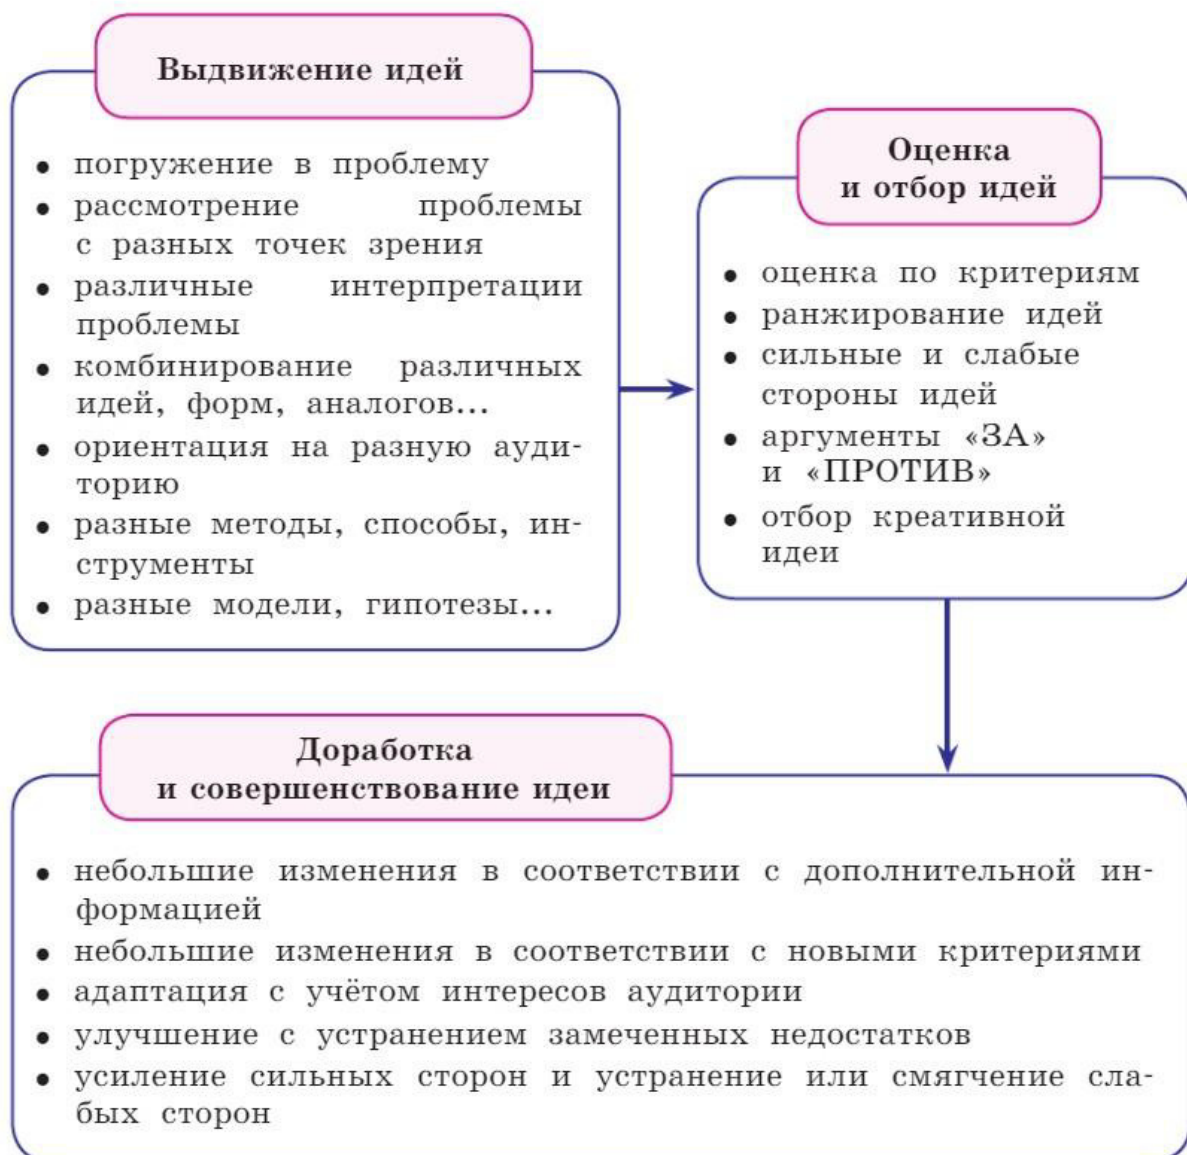 Выдвижение идей
• погружение в проблему
• рассмотрение проблемы
с разных точек зрения
• различные интерпретации
проблемы
• комбинирование различных
идей, форм, аналогов...
• ориентация на разную ауди-
торию
• разные методы, способы, ин-
струменты
• разные модели, гипотезы...
Оценка
и отбор идей
• оценка по критериям
• ранжирование идей
• сильные и слабые
стороны идей
• аргументы «ЗА»
и «ПРОТИВ»
• отбор креативной
идеи
Доработка
и совершенствование идеи
• небольшие изменения в соответствии с дополнительной ин-
формацией
• небольшие изменения в соответствии с новыми критериями
• адаптация с учётом интересов аудитории
• улучшение с устранением замеченных недостатков
• усиление сильных сторон и устранение или смягчение сла-
бых сторон